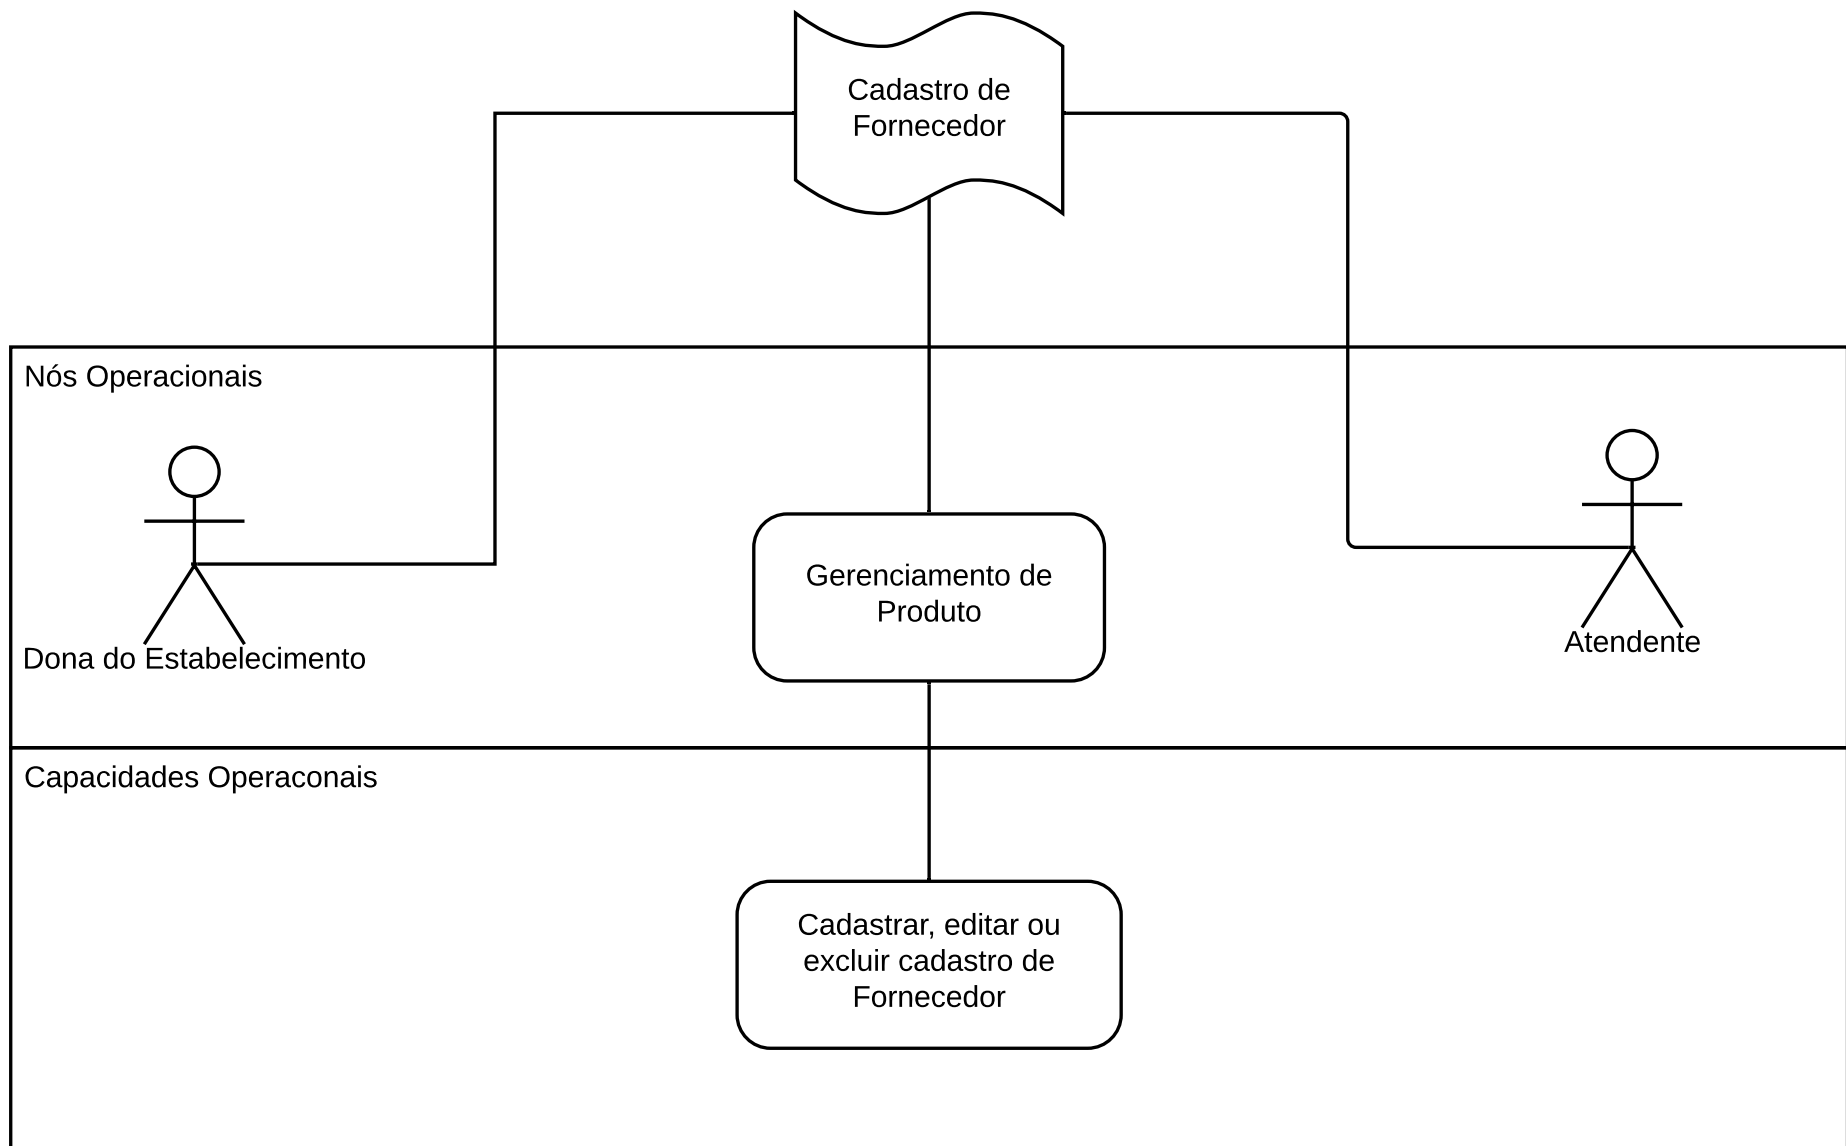 Cadastro de
Fornecedor
Nós Operacionais
Gerenciamento de
Produto
Dona do Estabelecimento
Atendente
Capacidades Operaconais
Cadastrar, editar ou
excluir cadastro de
Fornecedor